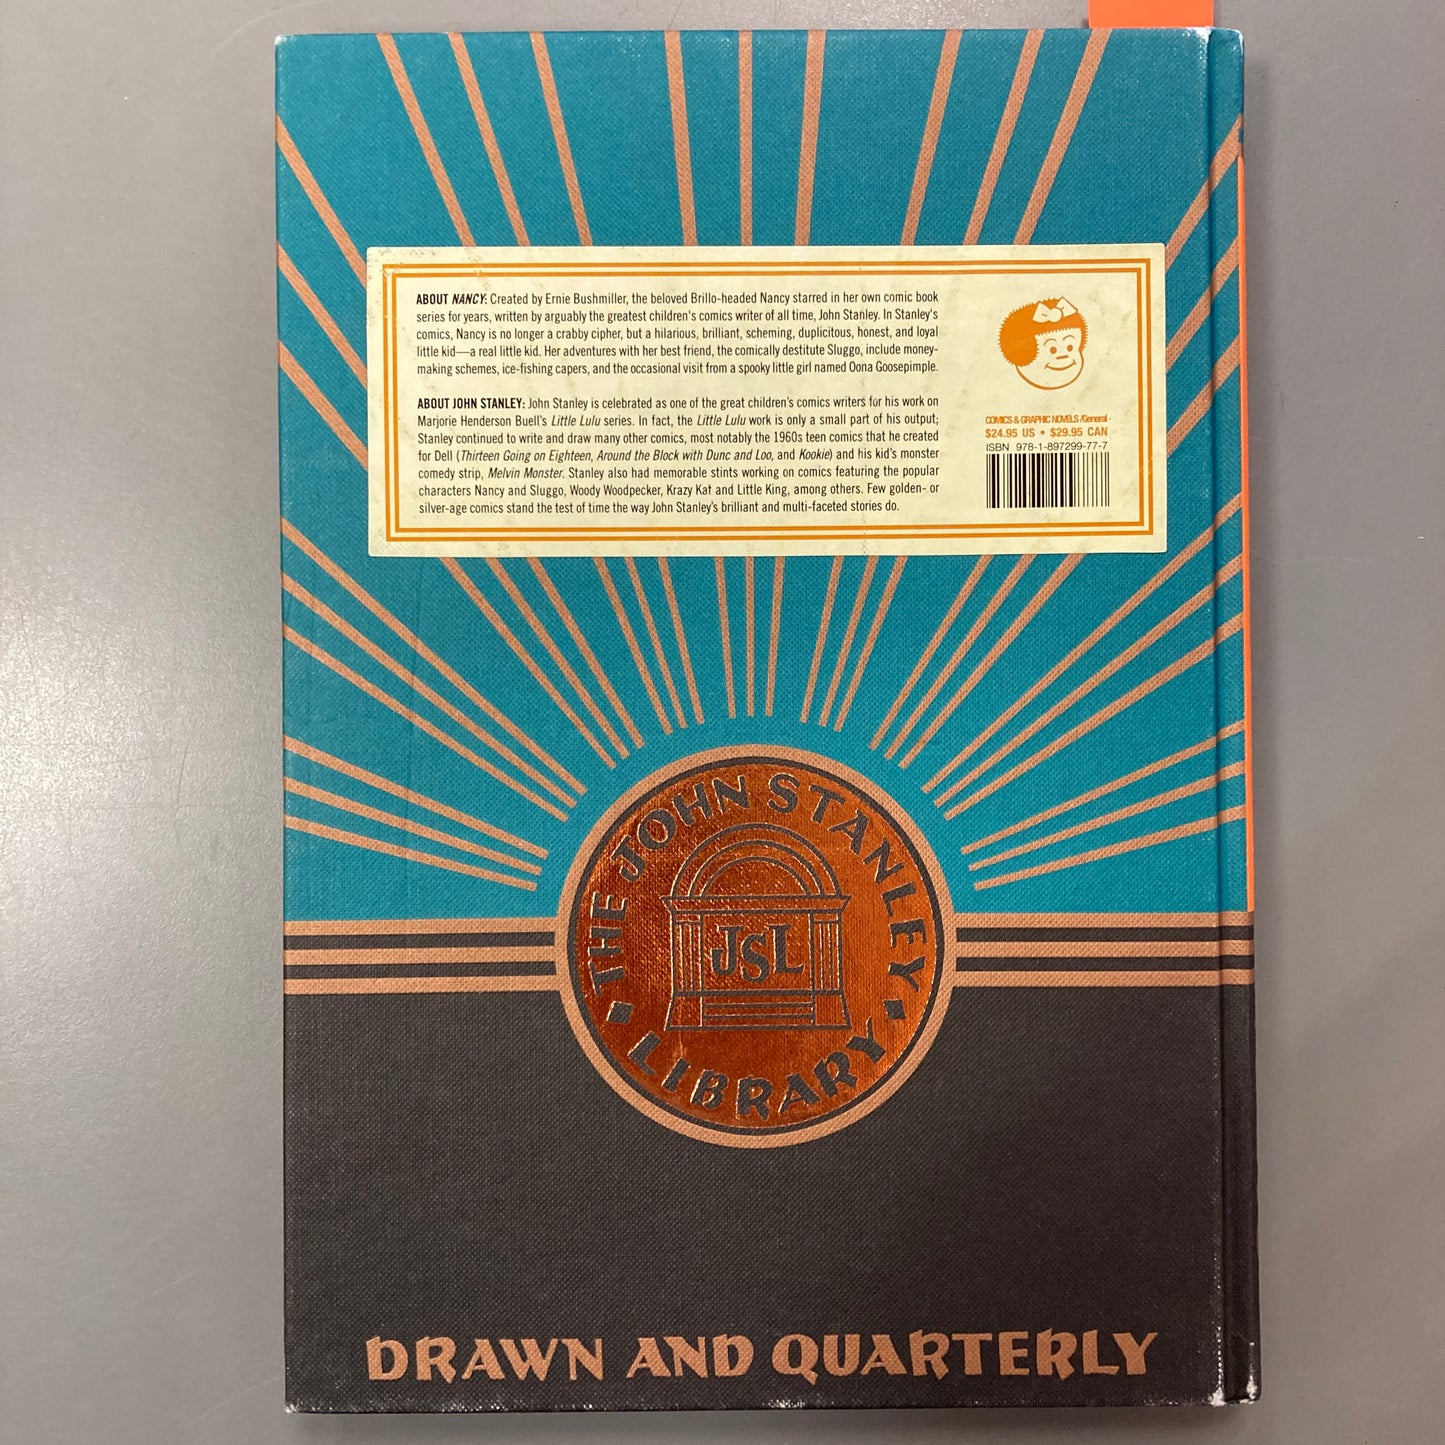 ABOUT NANCY: Created by Ernie Bushmiller, the beloved Brillo-headed Nancy starred in her own comic book
series for years, written by arguably the greatest children's comics writer of all time, John Stanley. In Stanley's
comics, Nancy is no longer a crabby cipher, but a hilarious, brilliant, scheming, duplicitous, honest, and loyal
little kid—a real little kid. Her adventures with her best friend, the comically destitute Sluggo, include money-
making schemes, ice-fishing capers, and the occasional visit from a spooky little girl named Oona Goosepimple.
ABOUT JOHN STANLEY: John Stanley is celebrated as one of the great children's comics writers for his work on
Marjorie Henderson Buell's Little Lulu series. In fact, the Little Lulu work is only a small part of his output;
Stanley continued to write and draw many other comics, most notably the 1960s teen comics that he created
for Dell (Thirteen Going on Eighteen, Around the Block with Dunc and Loo, and Kookie) and his kid's monster
comedy strip, Melvin Monster. Stanley also had memorable stints working on comics featuring the popular
characters Nancy and Sluggo, Woody Woodpecker, Krazy Kat and Little King, among others. Few golden- or
silver-age comics stand the test of time the way John Stanley's brilliant and multi-faceted stories do.
COMICS & GRAPHIC NOVELS /General
$24.95 US • $29.95 CAN
ISBN 978-1-897299-77-7
THE JOHN STANLEY
JSL
LIBRARY
DRAWN AND QUARTERLY